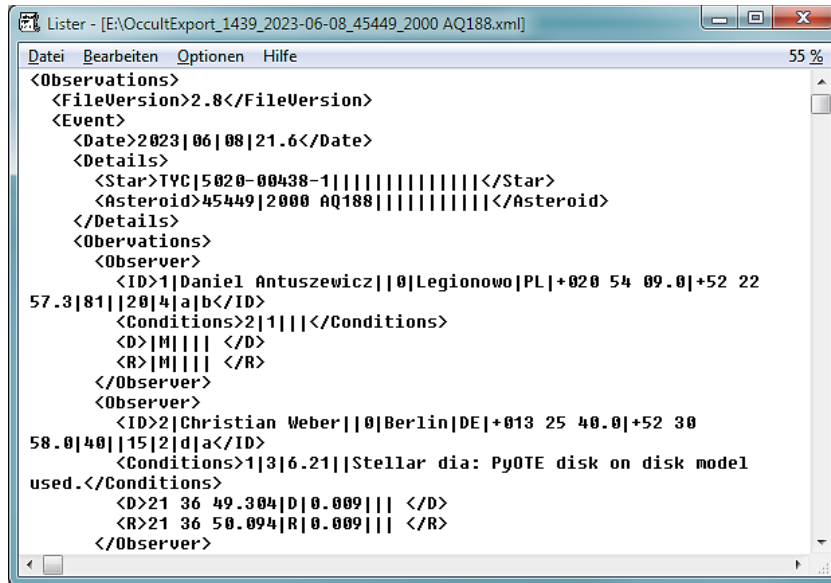 Lister - [E:\OccultExport_1439_2023-06-08_45449_2000 AQ188.xml]
Datei Bearbeiten Optionen Hilfe 55 %
<Observations>
<FileVersion>2.8</FileVersion>
<Event>
<Date>2023|06|08|21.6</Date>
<Details>
<Star>TYC|5020-00438-1||||||||||||||</Star>
<Asteroid>45449|2000 AQ188|||||||||||</Asteroid>
</Details>
<Obervations>
<Observer>
<ID>1|Daniel Antuszewicz||0|Legionowo|PL|+020 54 09.0|+52 22
57.3|81||20|4|a|b</ID>
<Conditions>2|1|||</Conditions>
<D>|M|||| </D>
<R>|M|||| </R>
</Observer>
<Observer>
<ID>2|Christian Weber||0|Berlin|DE|+013 25 40.0|+52 30
58.0|40||15|2|d|a</ID>
<Conditions>1|3|6.21||Stellar dia: PyOTE disk on disk model
used.</Conditions>
<D>21 36 49.304|D|0.009||| </D>
<R>21 36 50.094|R|0.009||| </R>
</Observer>